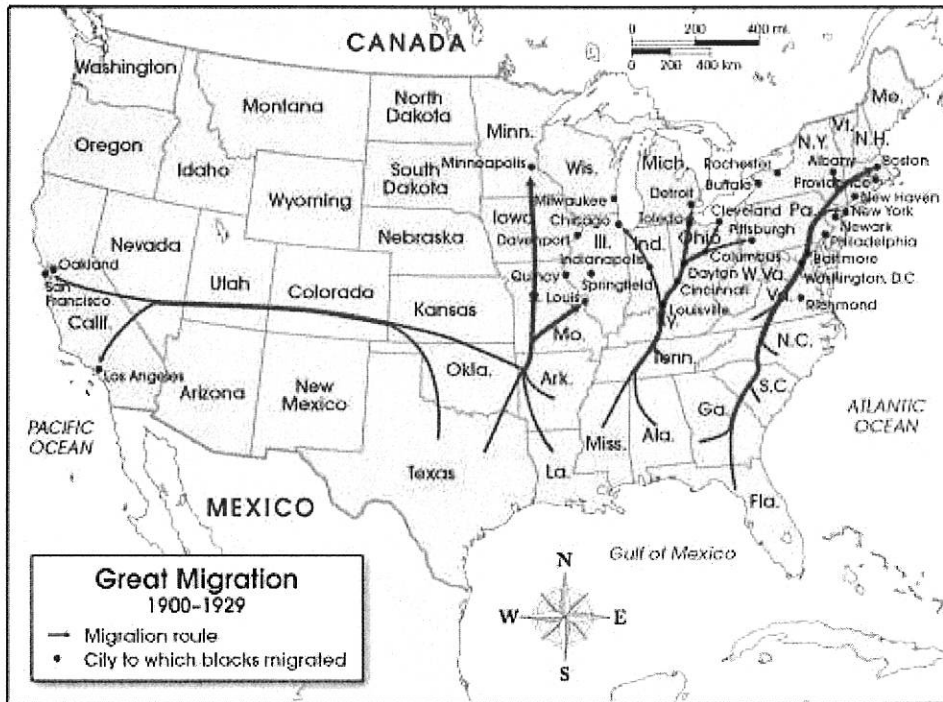 CANADA
0 200 400 mi.
0 200 400 km
Washington
Montana
North
Dakota
Minn.
Me.
Vt.
N.H.
N.Y.
Oregon
Idaho
South
Dakota
Minneapolis
Wis.
Mich.
Rochester
Albany
Boston
Wyoming
Buffalo
Providence
Milwaukee
Detroit
New Haven
Iowa
Chicago
Toledo
Cleveland
Pa.
New York
Nevada
Nebraska
Davenport
Ill.
Ind.
Ohio
Pittsburgh
Newark
Philadelphia
Oakland
San
Francisco
Utah
Colorado
Quincy
Indianapolis
Columbus
Baltimore
Springfield
Dayton
W. Va.
Washington, D.C.
Kansas
St. Louis
Cincinnati
Va.
Richmond
Calif.
Mo.
Louisville
Ky.
N.C.
Los Angeles
Arizona
New
Mexico
Okla.
Ark.
Tenn.
S.C.
PACIFIC
OCEAN
Texas
La.
Miss.
Ala.
Ga.
ATLANTIC
OCEAN
MEXICO
Fla.
Gulf of Mexico
Great Migration
1900–1929
Migration route
City to which blacks migrated
N
W E
S